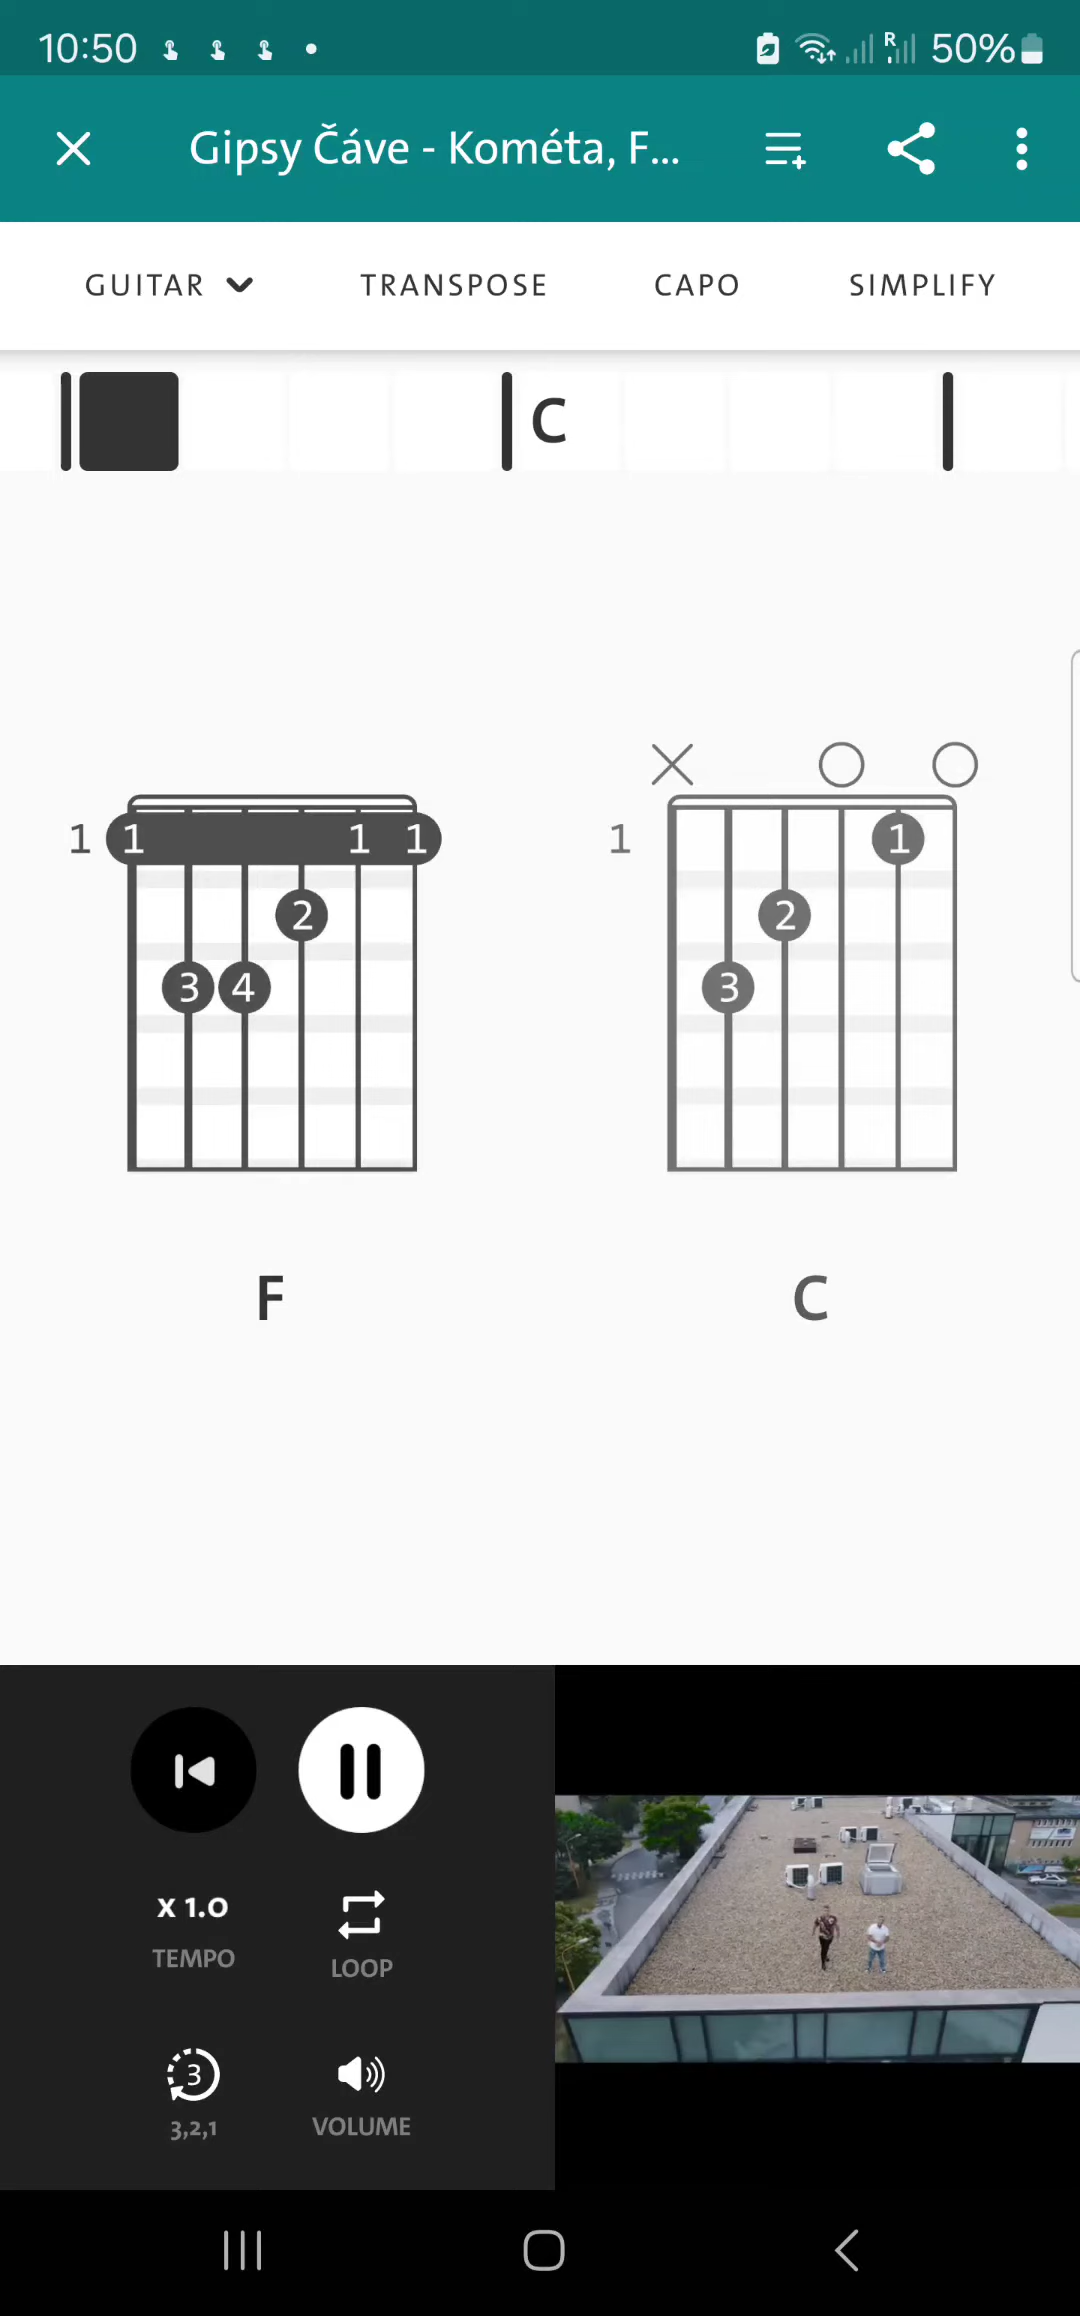 10:50 R 50%
Gipsy Čáve - Kométa, F...
GUITAR TRANSPOSE CAPO SIMPLIFY
C
1 1 1 1 1 1
2 2
3 4 3
F C
x 1.0
TEMPO LOOP
3
3,2,1 VOLUME